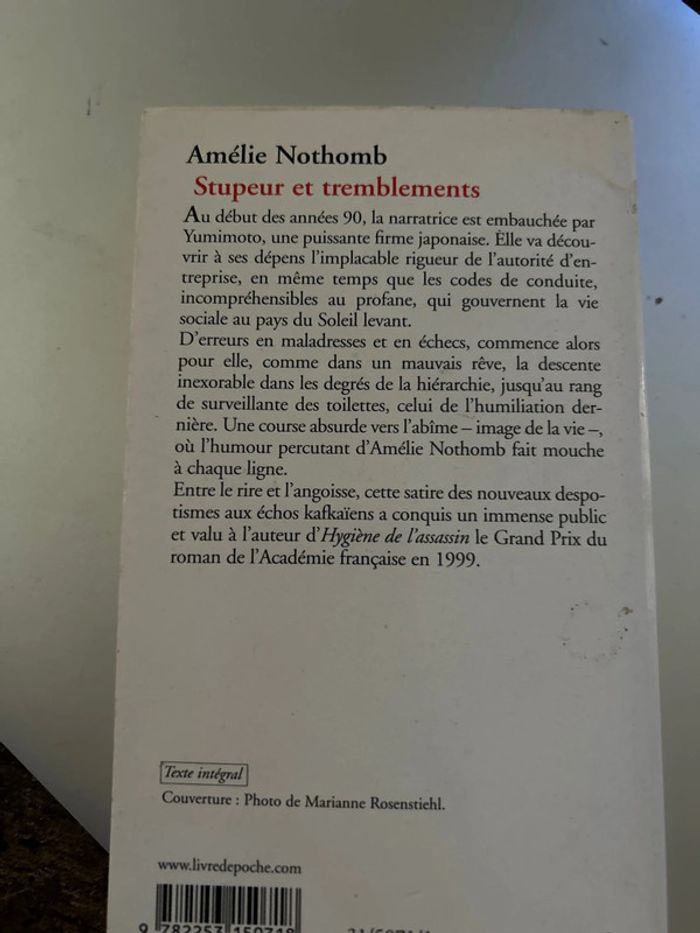 Amélie Nothomb
Stupeur et tremblements
Au début des années 90, la narratrice est embauchée par
Yumimoto, une puissante firme japonaise. Elle va décou-
vrir à ses dépens l'implacable rigueur de l'autorité d'en-
treprise, en même temps que les codes de conduite,
incompréhensibles au profane, qui gouvernent la vie
sociale au pays du Soleil levant.
D'erreurs en maladresses et en échecs, commence alors
pour elle, comme dans un mauvais rêve, la descente
inexorable dans les degrés de la hiérarchie, jusqu'au rang
de surveillante des toilettes, celui de l'humiliation der-
nière. Une course absurde vers l'abîme – image de la vie –,
où l'humour percutant d'Amélie Nothomb fait mouche
à chaque ligne.
Entre le rire et l'angoisse, cette satire des nouveaux despo-
tismes aux échos kafkaïens a conquis un immense public
et valu à l'auteur d'Hygiène de l'assassin le Grand Prix du
roman de l'Académie française en 1999.
Texte intégral
Couverture : Photo de Marianne Rosenstiehl.
www.livredepoche.com
9 782253 150718